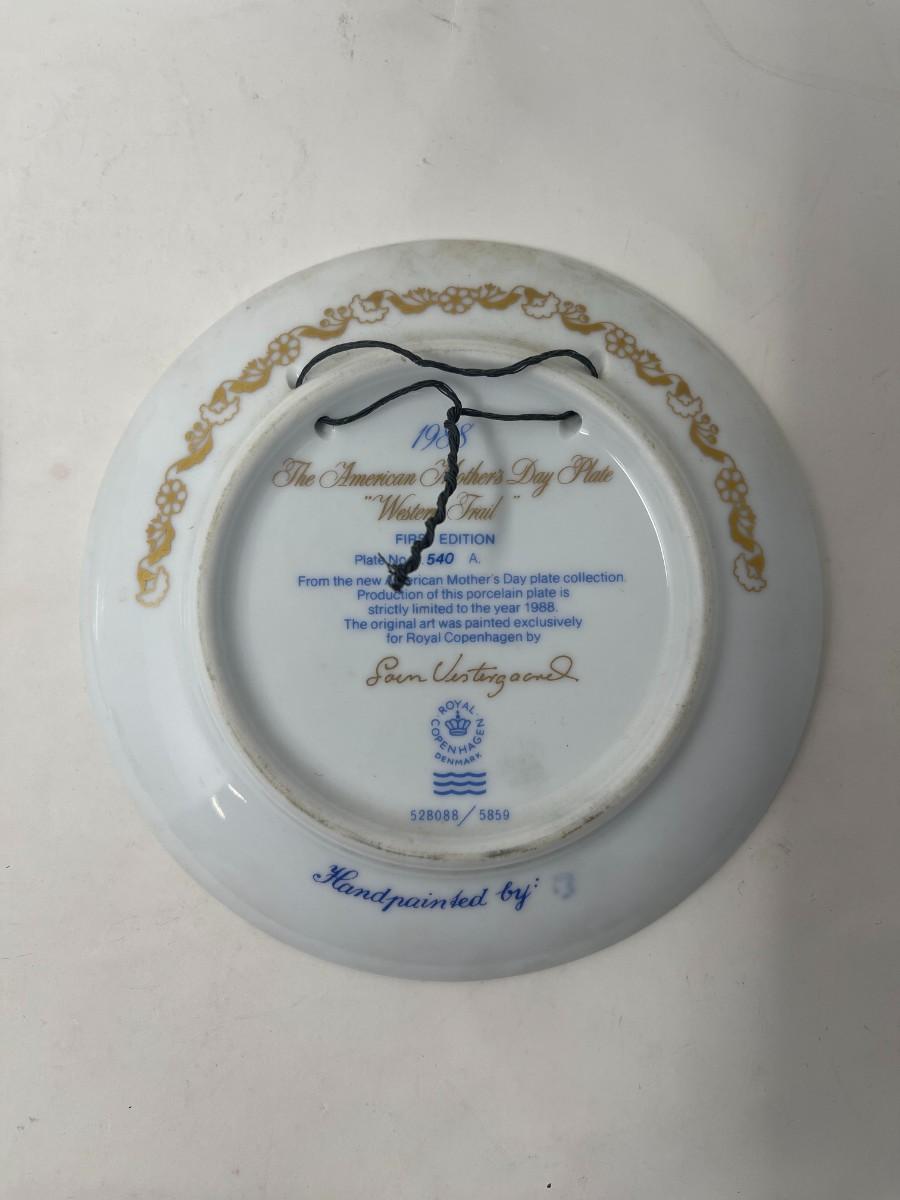 1988
The American Mother's Day Plate
"Western Trail"
FIRST EDITION
Plate No. 540 A.
From the new American Mother's Day plate collection.
Production of this porcelain plate is
strictly limited to the year 1988.
The original art was painted exclusively
for Royal Copenhagen by
Sven Vestergaard
ROYAL
COPENHAGEN
DENMARK
528088/5859
Handpainted by: